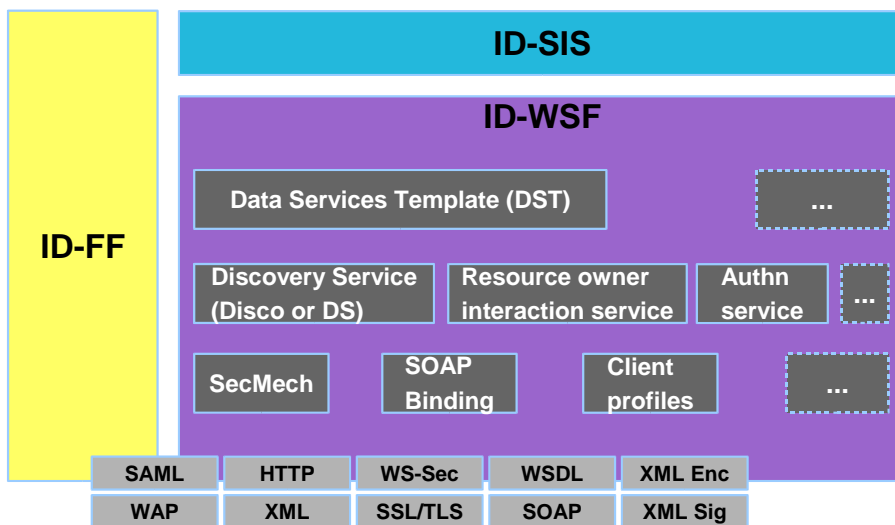 ID-SIS
ID-WSF
ID-FF
Data Services Template (DST)
...
Discovery Service
(Disco or DS)
Resource owner
interaction service
Authn
service
...
SecMech
SOAP
Binding
Client
profiles
...
SAML
HTTP
WS-Sec
WSDL
XML Enc
WAP
XML
SSL/TLS
SOAP
XML Sig